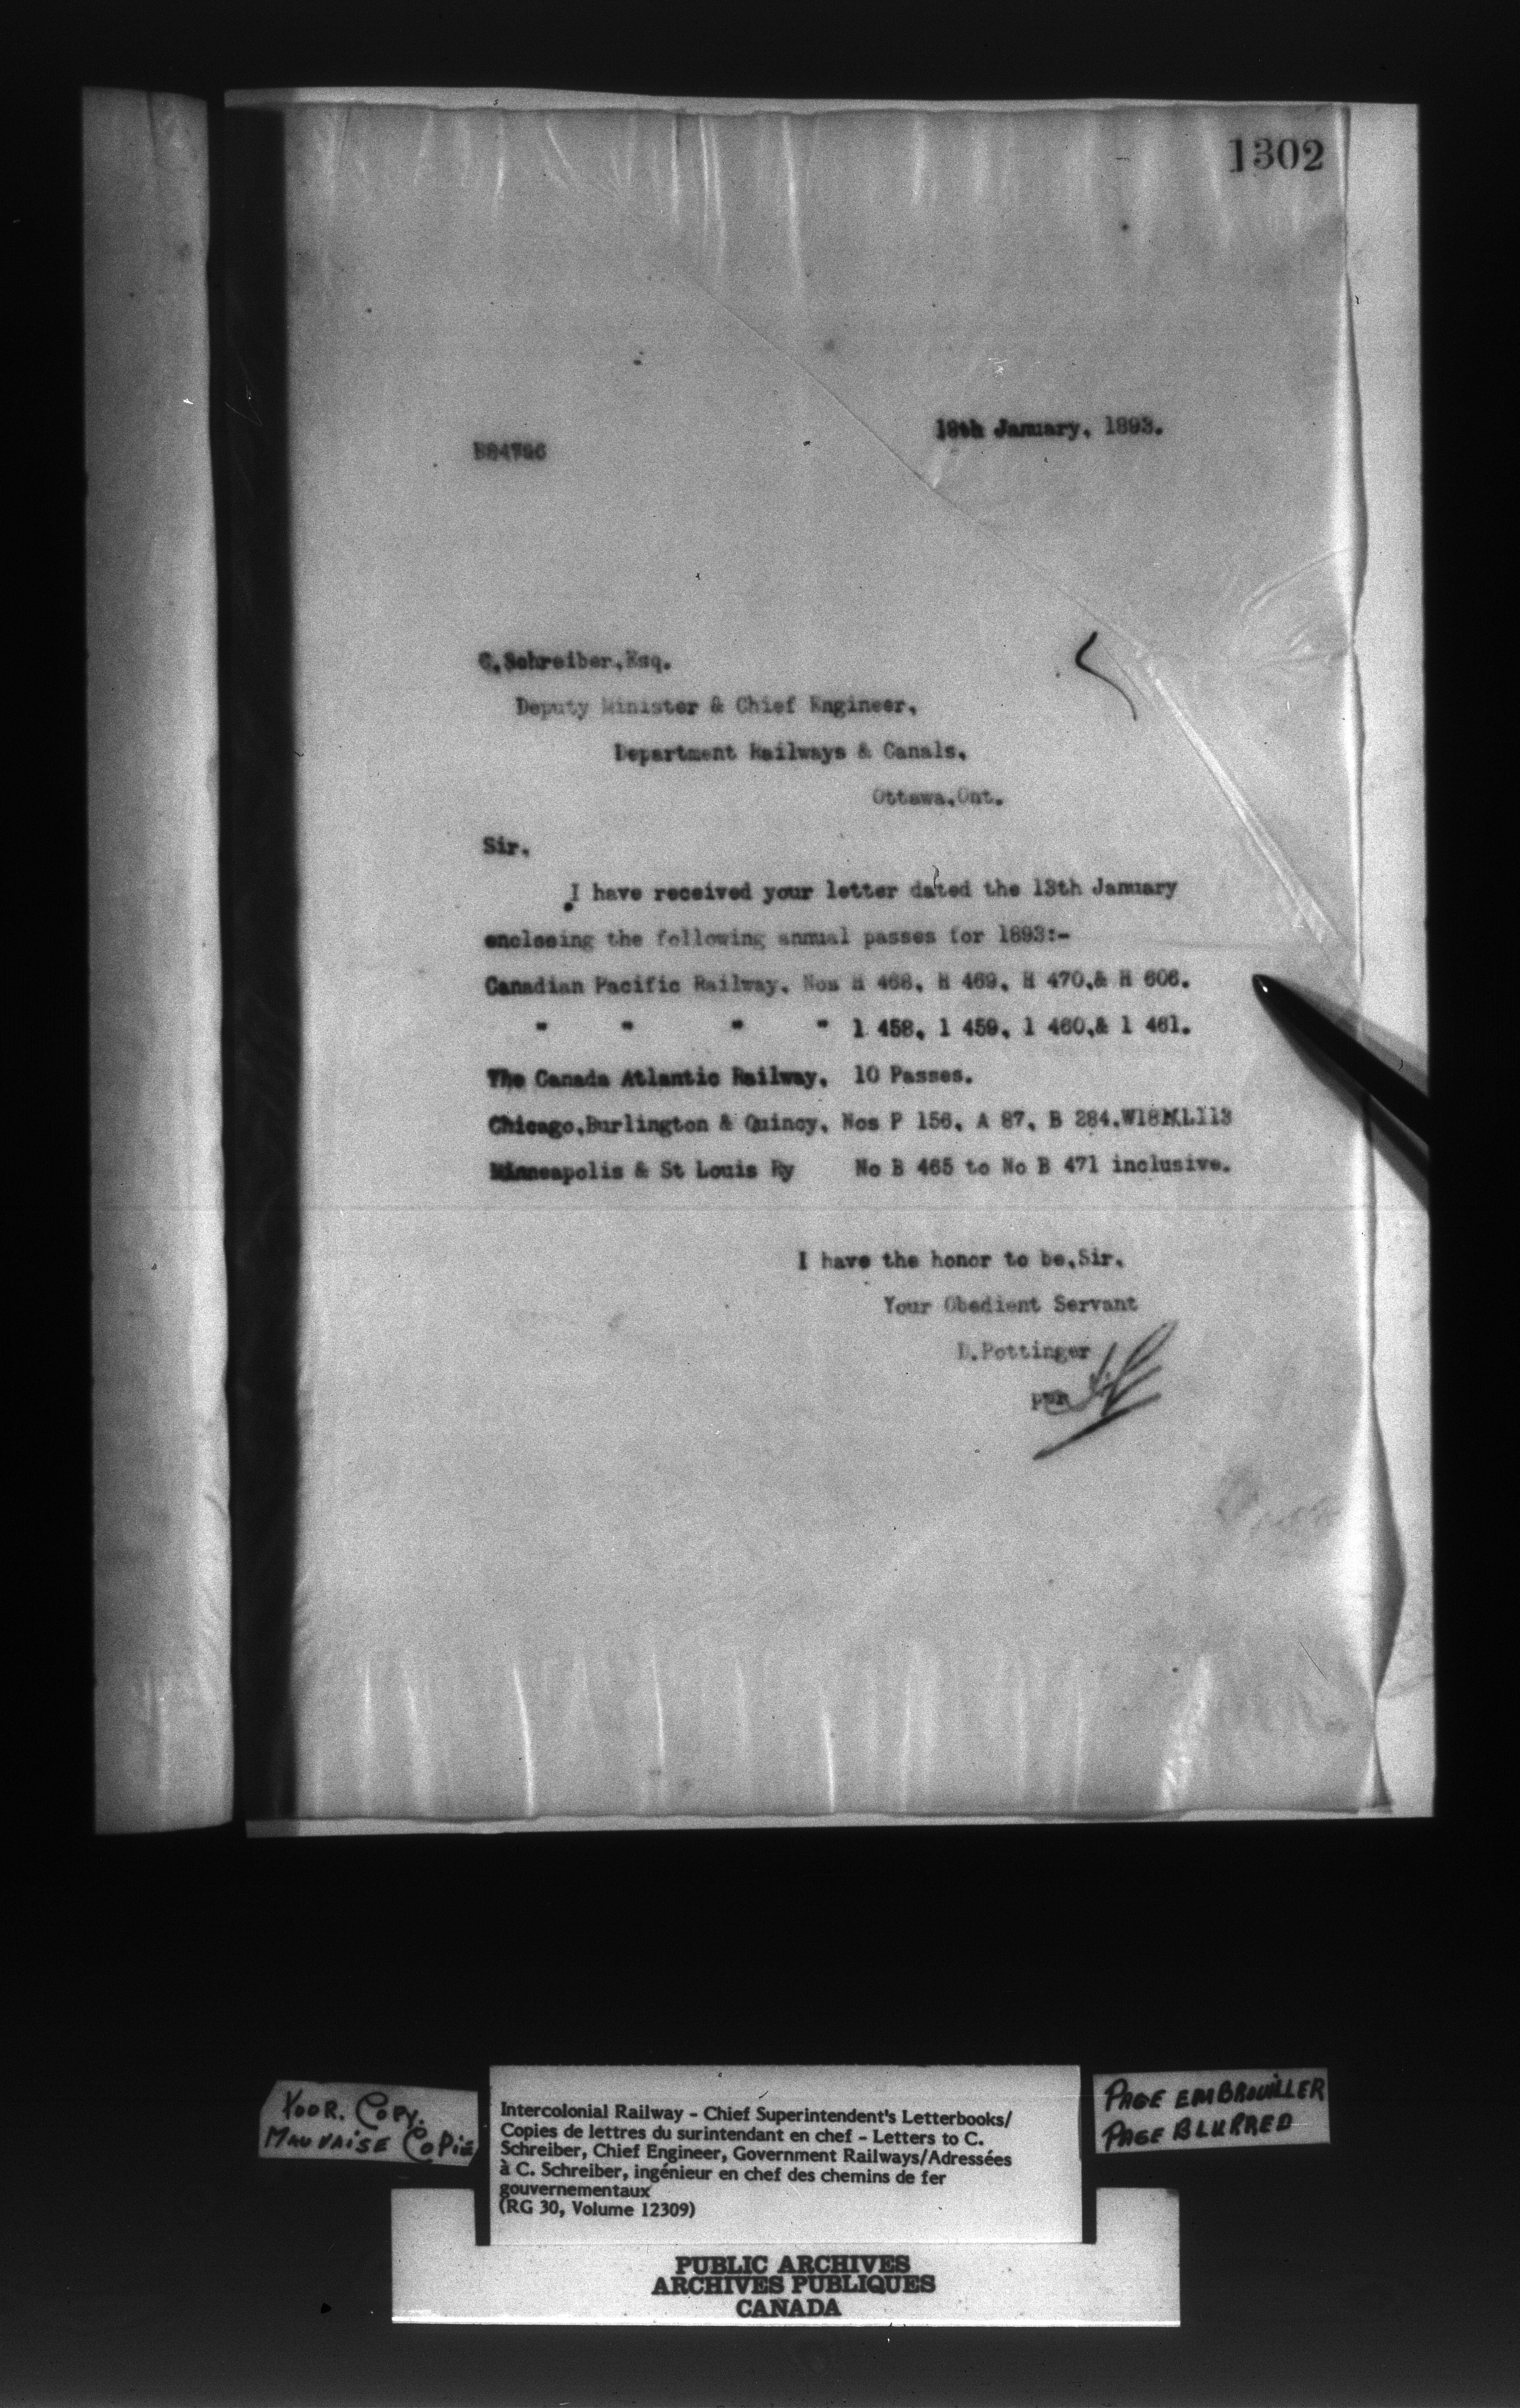 1302
18th January, 1893.
B84796
C.Schreiber,Esq.
Deputy Minister & Chief Engineer,
Department Railways & Canals,
Ottawa,Ont.
Sir,
I have received your letter dated the 13th January
enclosing the following annual passes for 1893:-
Canadian Pacific Railway, Nos H 468, H 469, H 470,& H 606.
" " " " 1 458, 1 459, 1 460,& 1 461.
The Canada Atlantic Railway, 10 Passes.
Chicago,Burlington & Quincy, Nos P 156, A 87, B 284,
Minneapolis & St Louis Ry No B 465 to No B 471 inclusive.
I have the honor to be,Sir,
Your Obedient Servant
D.Pottinger
per
POOR. COPY.
MAUVAISE COPIE
Intercolonial Railway - Chief Superintendent's Letterbooks/
Copies de lettres du surintendant en chef - Letters to C.
Schreiber, Chief Engineer, Government Railways/Adressées
à C. Schreiber, ingénieur en chef des chemins de fer
gouvernementaux
(RG 30, Volume 12309)
PAGE EMBROUILLER
PAGE BLURRED
PUBLIC ARCHIVES
ARCHIVES PUBLIQUES
CANADA